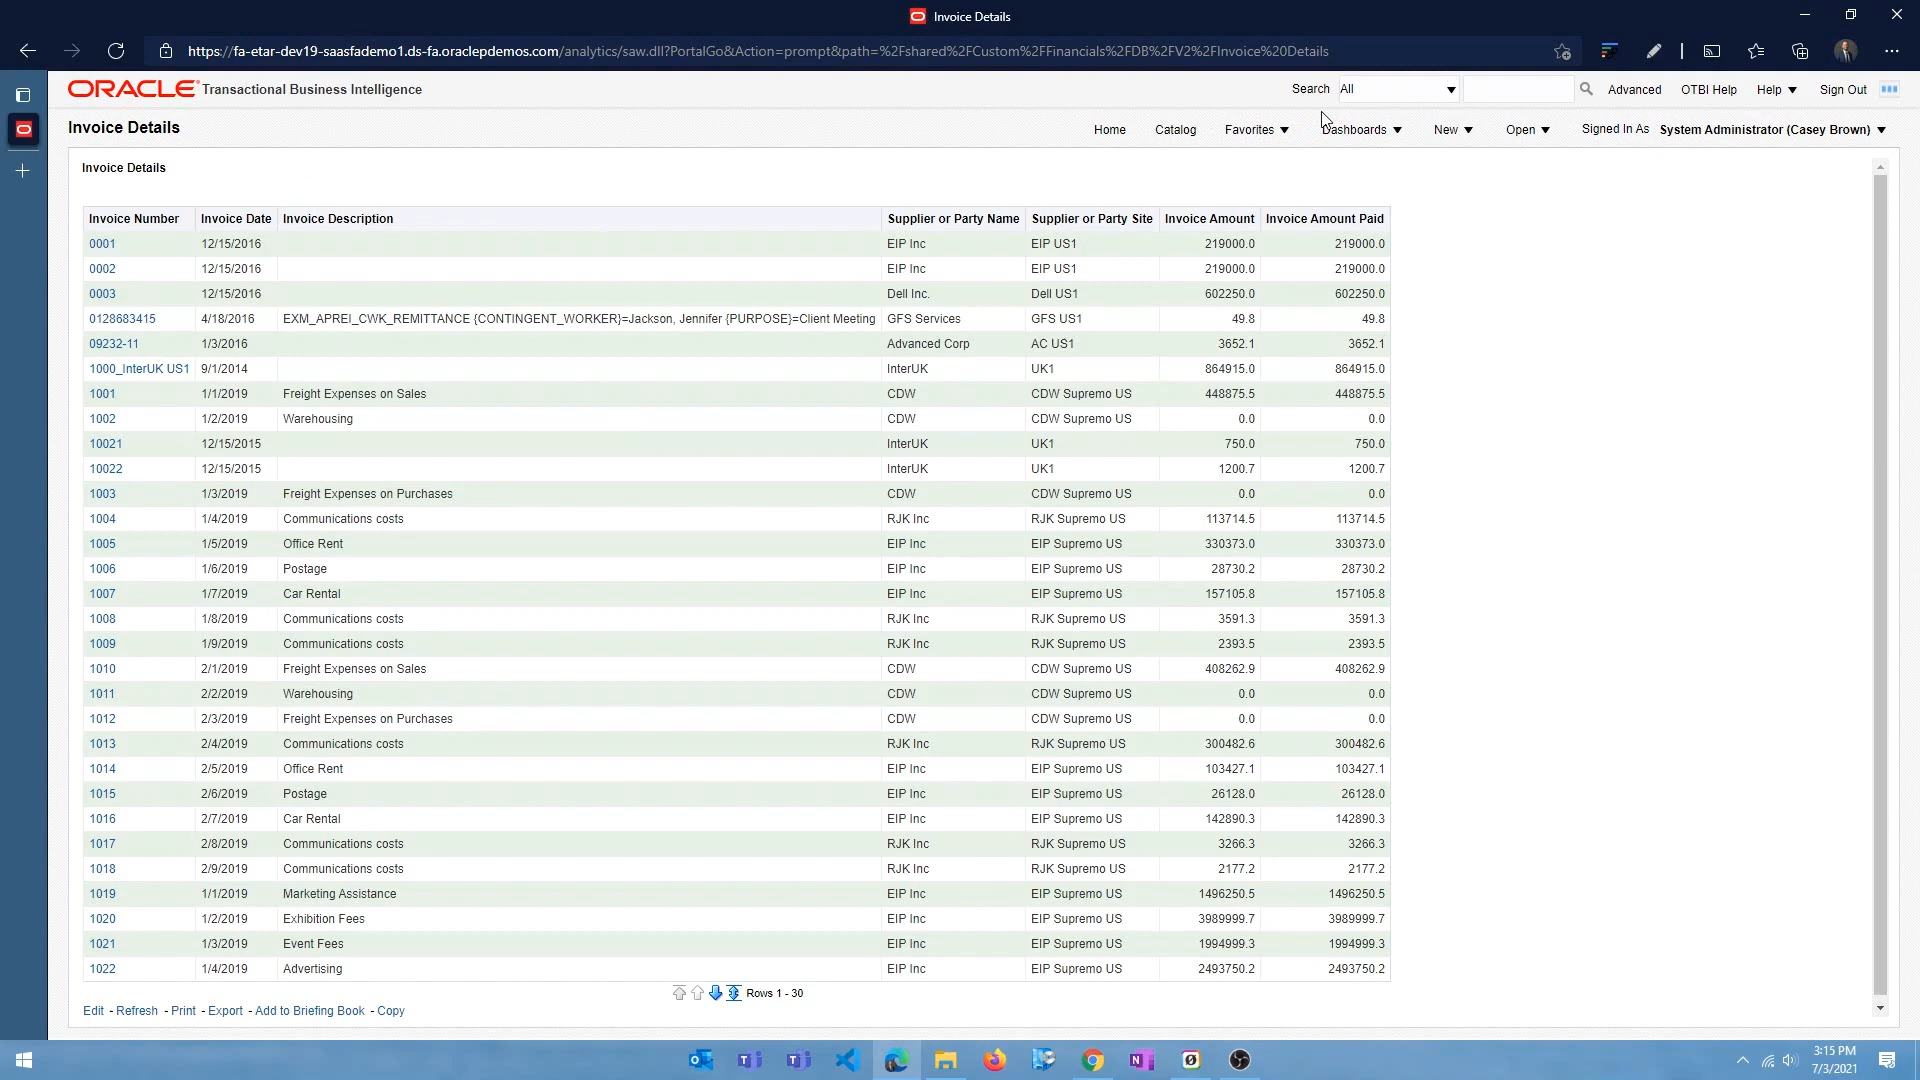 Invoice Details
https://fa-etar-dev19-saasfademo1.ds-fa.oraclepdemos.com/analytics/saw.dll?PortalGo&Action=prompt&path=%2Fshared%2FCustom%2FFinancials%2FDB%2FV2%2FInvoice%20Details
ORACLE Transactional Business Intelligence Search All Advanced OTBI Help Help Sign Out
Invoice Details Home Catalog Favorites Dashboards New Open Signed In As System Administrator (Casey Brown)
Invoice Details
Invoice Number Invoice Date Invoice Description Supplier or Party Name Supplier or Party Site Invoice Amount Invoice Amount Paid
0001 12/15/2016 EIP Inc EIP US1 219000.0 219000.0
0002 12/15/2016 EIP Inc EIP US1 219000.0 219000.0
0003 12/15/2016 Dell Inc. Dell US1 602250.0 602250.0
0128683415 4/18/2016 EXM_APREI_CWK_REMITTANCE {CONTINGENT_WORKER}=Jackson, Jennifer {PURPOSE}=Client Meeting GFS Services GFS US1 49.8 49.8
09232-11 1/3/2016 Advanced Corp AC US1 3652.1 3652.1
1000_InterUK US1 9/1/2014 InterUK UK1 864915.0 864915.0
1001 1/1/2019 Freight Expenses on Sales CDW CDW Supremo US 448875.5 448875.5
1002 1/2/2019 Warehousing CDW CDW Supremo US 0.0 0.0
10021 12/15/2015 InterUK UK1 750.0 750.0
10022 12/15/2015 InterUK UK1 1200.7 1200.7
1003 1/3/2019 Freight Expenses on Purchases CDW CDW Supremo US 0.0 0.0
1004 1/4/2019 Communications costs RJK Inc RJK Supremo US 113714.5 113714.5
1005 1/5/2019 Office Rent EIP Inc EIP Supremo US 330373.0 330373.0
1006 1/6/2019 Postage EIP Inc EIP Supremo US 28730.2 28730.2
1007 1/7/2019 Car Rental EIP Inc EIP Supremo US 157105.8 157105.8
1008 1/8/2019 Communications costs RJK Inc RJK Supremo US 3591.3 3591.3
1009 1/9/2019 Communications costs RJK Inc RJK Supremo US 2393.5 2393.5
1010 2/1/2019 Freight Expenses on Sales CDW CDW Supremo US 408262.9 408262.9
1011 2/2/2019 Warehousing CDW CDW Supremo US 0.0 0.0
1012 2/3/2019 Freight Expenses on Purchases CDW CDW Supremo US 0.0 0.0
1013 2/4/2019 Communications costs RJK Inc RJK Supremo US 300482.6 300482.6
1014 2/5/2019 Office Rent EIP Inc EIP Supremo US 103427.1 103427.1
1015 2/6/2019 Postage EIP Inc EIP Supremo US 26128.0 26128.0
1016 2/7/2019 Car Rental EIP Inc EIP Supremo US 142890.3 142890.3
1017 2/8/2019 Communications costs RJK Inc RJK Supremo US 3266.3 3266.3
1018 2/9/2019 Communications costs RJK Inc RJK Supremo US 2177.2 2177.2
1019 1/1/2019 Marketing Assistance EIP Inc EIP Supremo US 1496250.5 1496250.5
1020 1/2/2019 Exhibition Fees EIP Inc EIP Supremo US 3989999.7 3989999.7
1021 1/3/2019 Event Fees EIP Inc EIP Supremo US 1994999.3 1994999.3
1022 1/4/2019 Advertising EIP Inc EIP Supremo US 2493750.2 2493750.2
Rows 1 - 30
Edit - Refresh - Print - Export - Add to Briefing Book - Copy
3:15 PM
7/3/2021